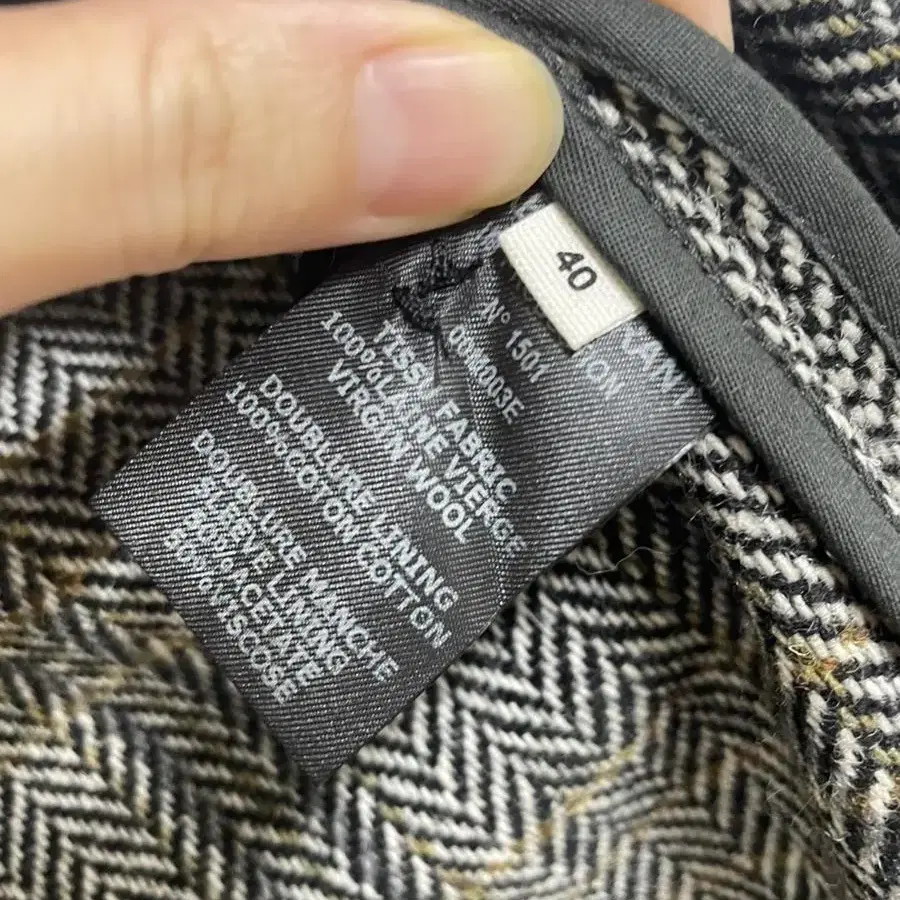 40
N° 1501
TISSU FABRIC
100%LAINE VIERGE
VIRGIN WOOL
DOUBLURE LINING
100%COTON COTTON
DOUBLURE MANCHE
SLEEVE LINING
50%ACETATE
50%VISCOSE